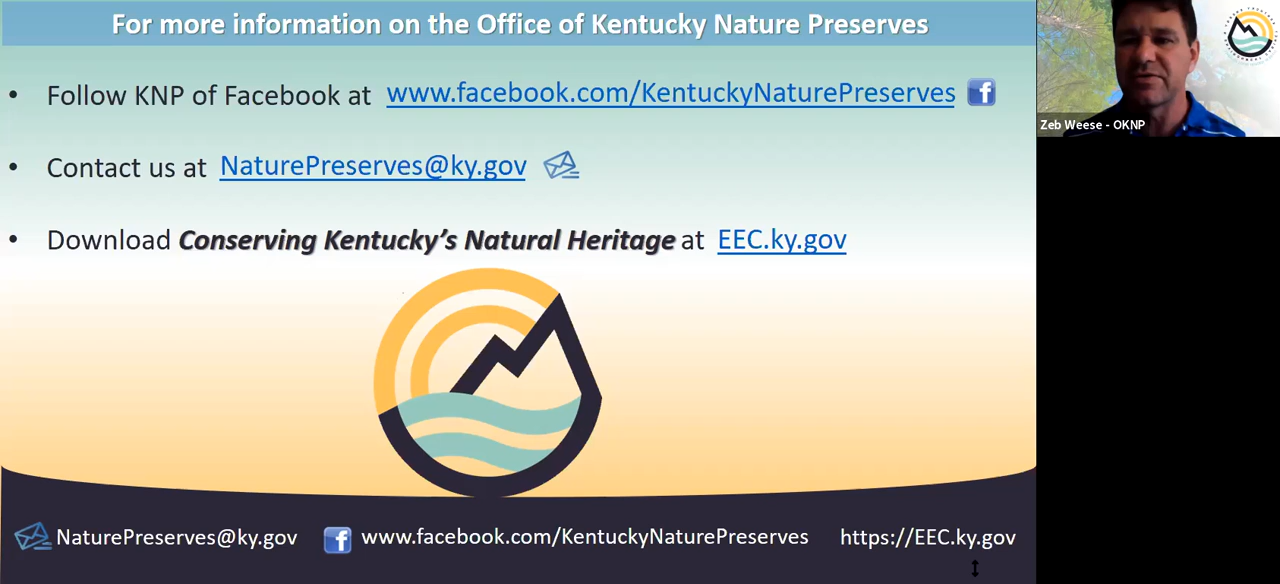 For more information on the Office of Kentucky Nature Preserves
• Follow KNP of Facebook at www.facebook.com/KentuckyNaturePreserves
• Contact us at NaturePreserves@ky.gov
• Download Conserving Kentucky's Natural Heritage at EEC.ky.gov
NaturePreserves@ky.gov www.facebook.com/KentuckyNaturePreserves https://EEC.ky.gov
Zeb Weese - OKNP